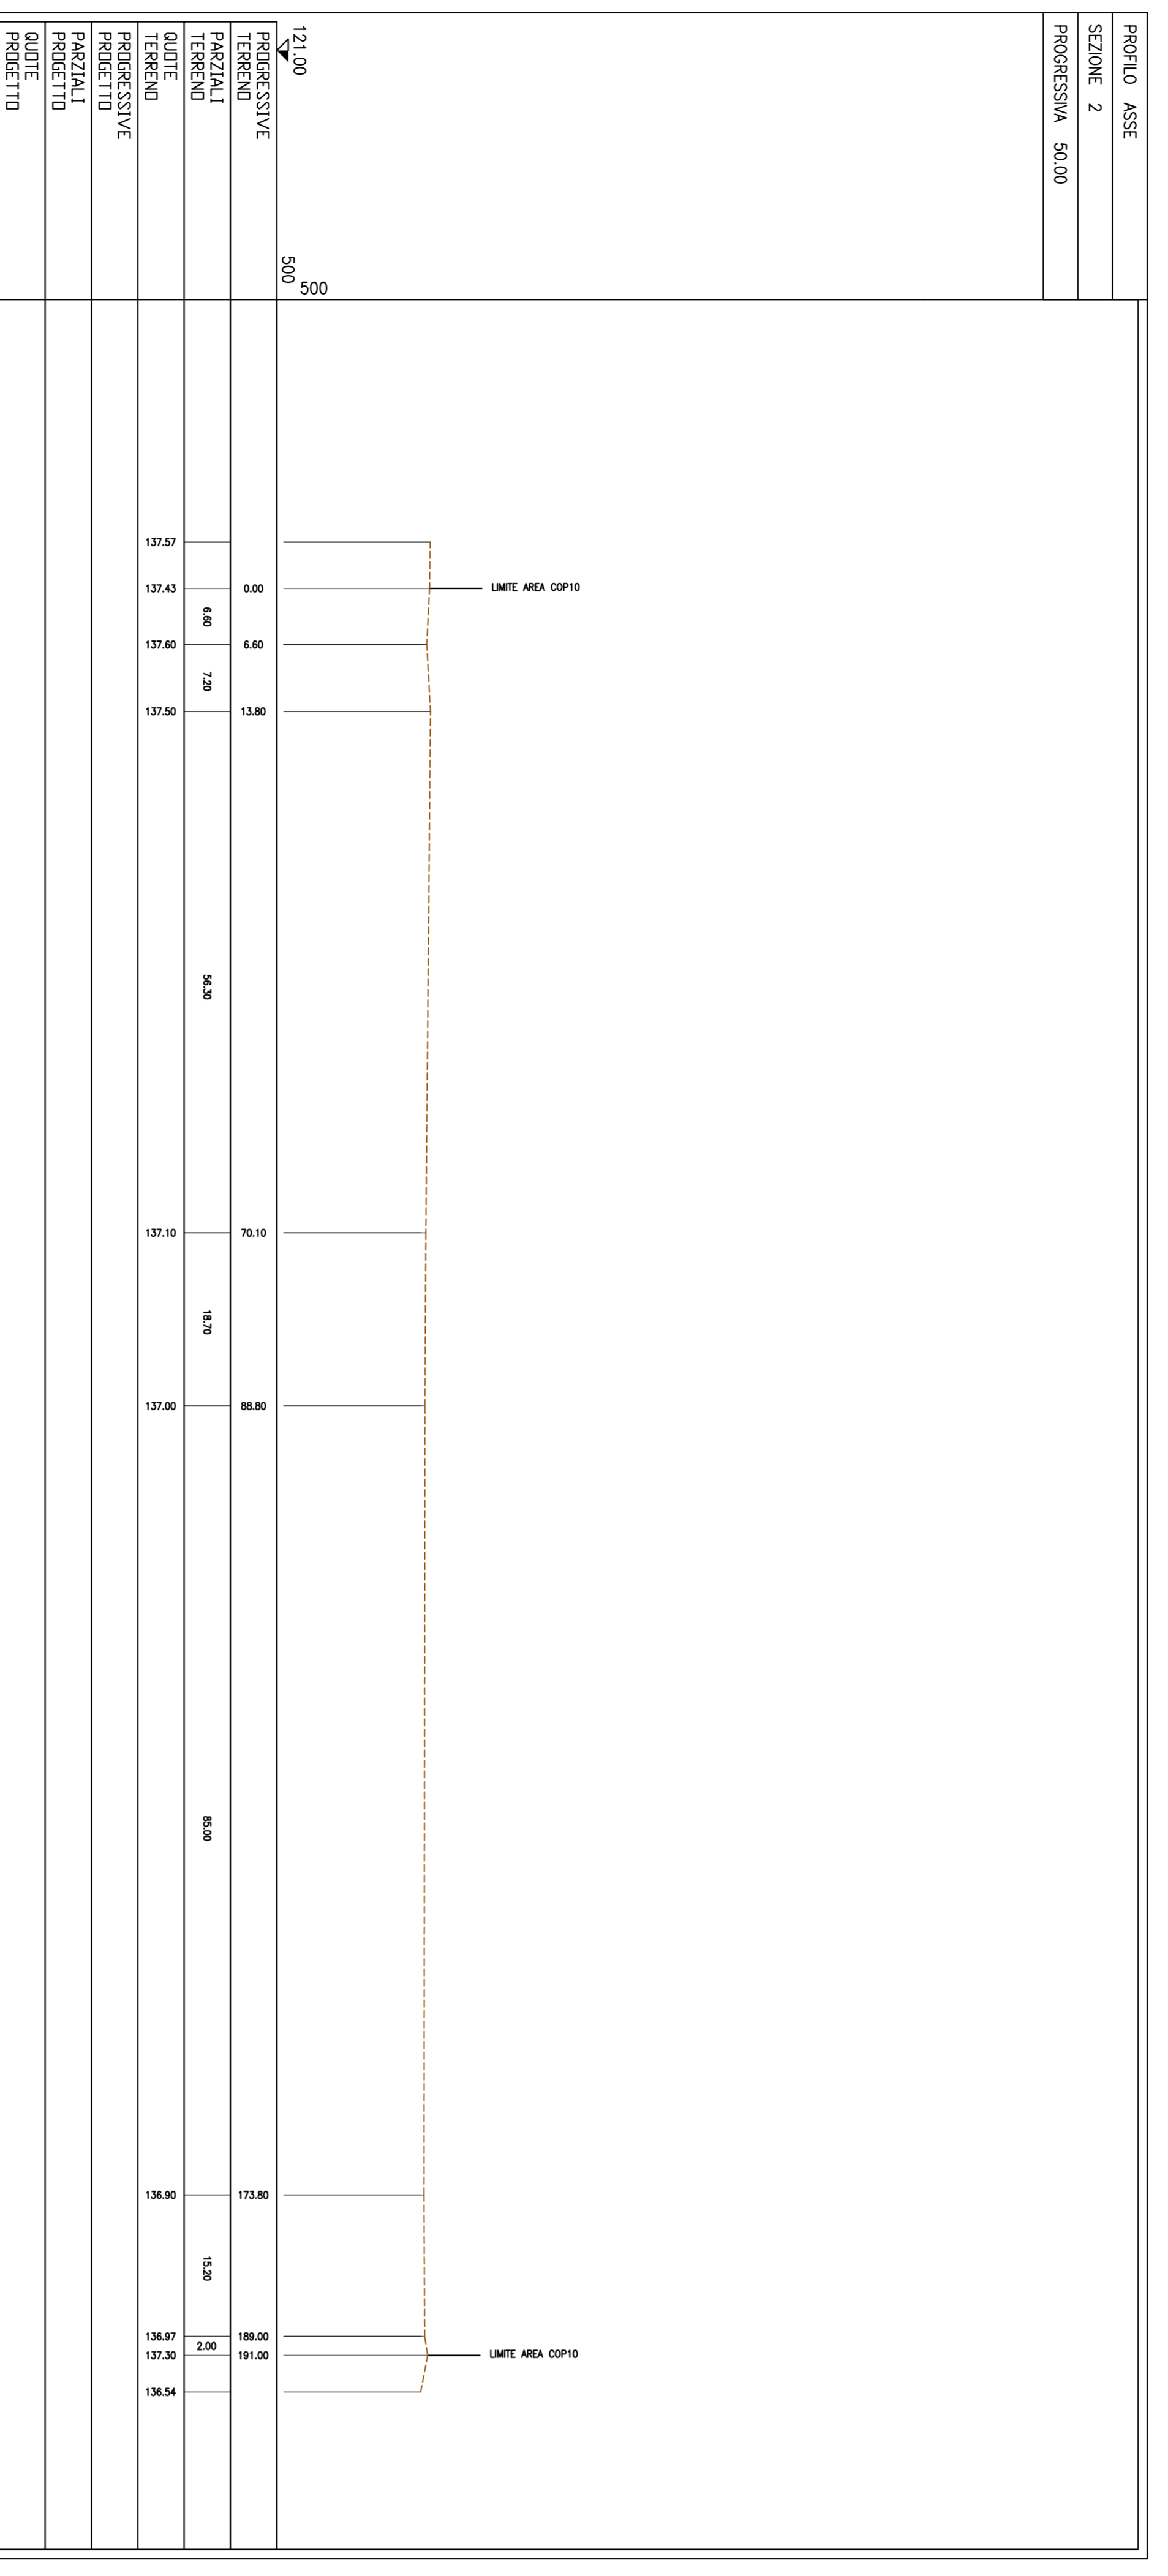 PROFILO ASSE
SEZIONE 2
PROGRESSIVA 50.00
121.00
500
500
LIMITE AREA COP10
LIMITE AREA COP10
PROGRESSIVE
TERRENO
0.00 6.60 13.80 70.10 88.80 173.80 189.00 191.00
PARZIALI
TERRENO
6.60 7.20 56.30 18.70 85.00 15.20 2.00
QUOTE
TERRENO
137.57 137.43 137.60 137.50 137.10 137.00 136.90 136.97 137.30 136.54
PROGRESSIVE
PROGETTO
PARZIALI
PROGETTO
QUOTE
PROGETTO